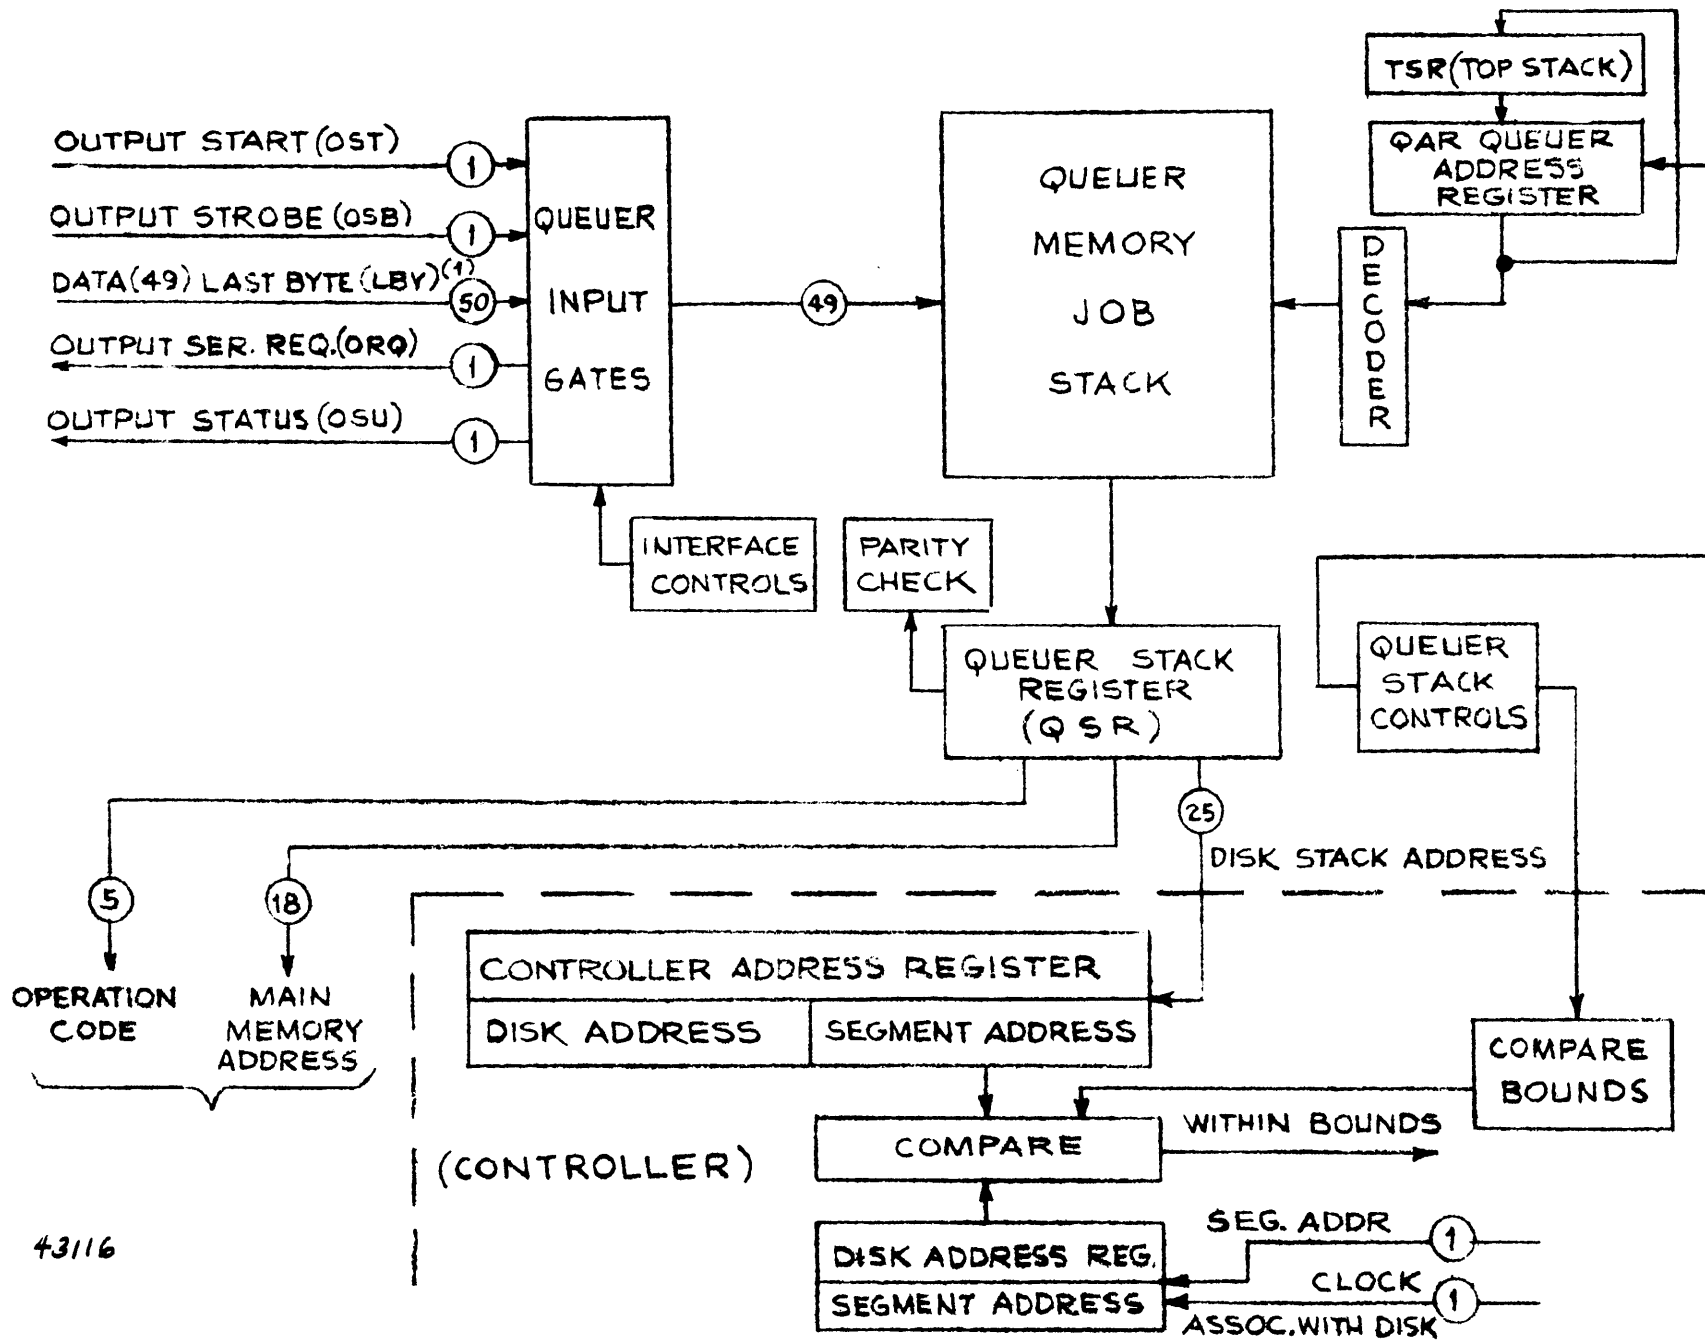 TSR (TOP STACK)
QAR QUEUER
ADDRESS
REGISTER
OUTPUT START (OST)
1
OUTPUT STROBE (OSB)
1
DATA (49) LAST BYTE (LBY) (1)
50
OUTPUT SER. REQ. (ORQ)
1
OUTPUT STATUS (OSU)
1
QUEUER
INPUT
GATES
49
QUEUER
MEMORY
JOB
STACK
DECODER
INTERFACE
CONTROLS
PARITY
CHECK
QUEUER STACK
REGISTER
(QSR)
QUEUER
STACK
CONTROLS
25
DISK STACK ADDRESS
5
18
OPERATION
CODE
MAIN
MEMORY
ADDRESS
CONTROLLER ADDRESS REGISTER
DISK ADDRESS
SEGMENT ADDRESS
COMPARE
BOUNDS
COMPARE
WITHIN BOUNDS
(CONTROLLER)
DISK ADDRESS REG.
SEGMENT ADDRESS
SEG. ADDR
1
CLOCK
1
ASSOC. WITH DISK
43116